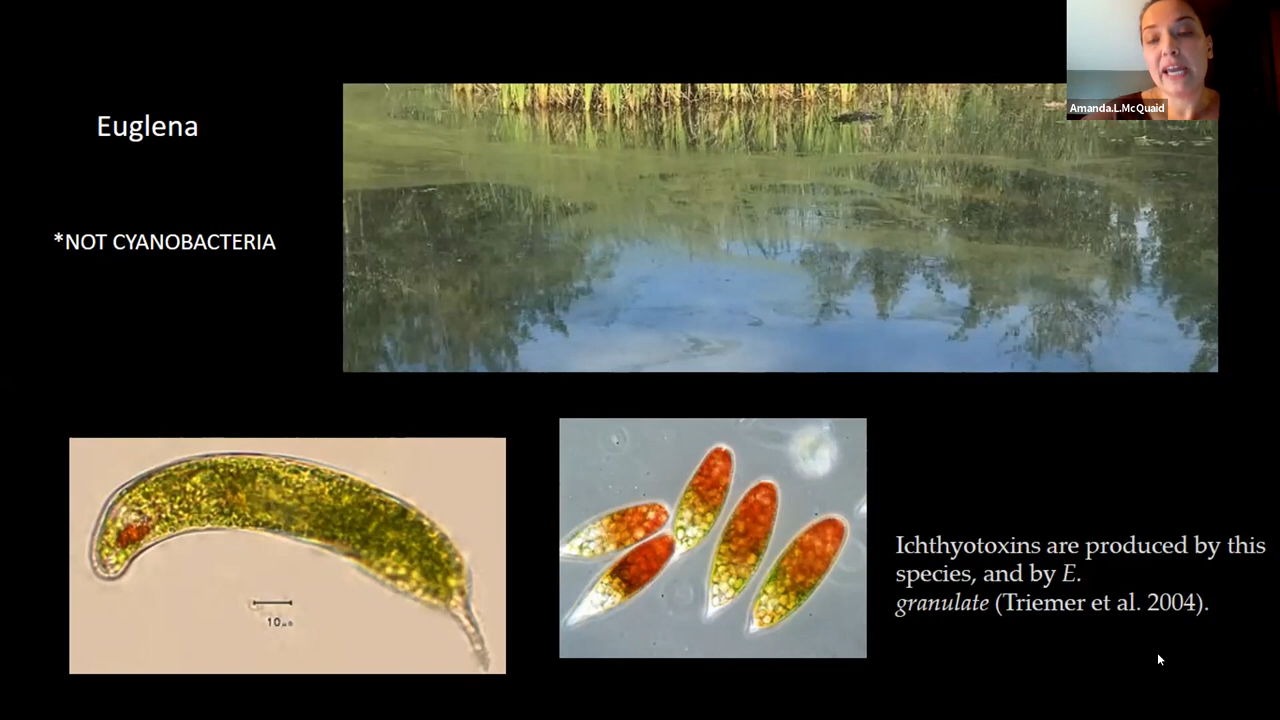 Amanda.L.McQuaid
Euglena
*NOT CYANOBACTERIA
10
Ichthyotoxins are produced by this
species, and by E.
granulate (Triemer et al. 2004).